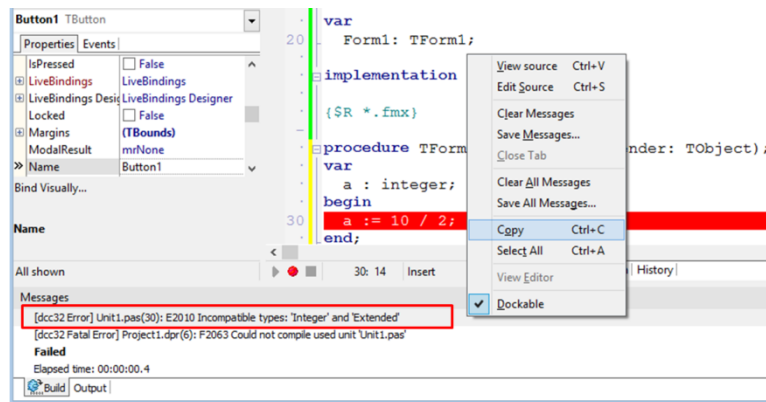 Button1 TButton
Properties Events
IsPressed False
LiveBindings LiveBindings
LiveBindings Desig LiveBindings Designer
Locked False
Margins (TBounds)
ModalResult mrNone
Name Button1
Bind Visually...
Name
All shown
var
20 Form1: TForm1;
implementation
{$R *.fmx}
procedure TForm nder: TObject);
var
a : integer;
begin
30 a := 10 / 2;
end;
30: 14 Insert
History
View source Ctrl+V
Edit Source Ctrl+S
Clear Messages
Save Messages...
Close Tab
Clear All Messages
Save All Messages...
Copy Ctrl+C
Select All Ctrl+A
View Editor
Dockable
Messages
[dcc32 Error] Unit1.pas(30): E2010 Incompatible types: 'Integer' and 'Extended'
[dcc32 Fatal Error] Project1.dpr(6): F2063 Could not compile used unit 'Unit1.pas'
Failed
Elapsed time: 00:00:00.4
Build Output